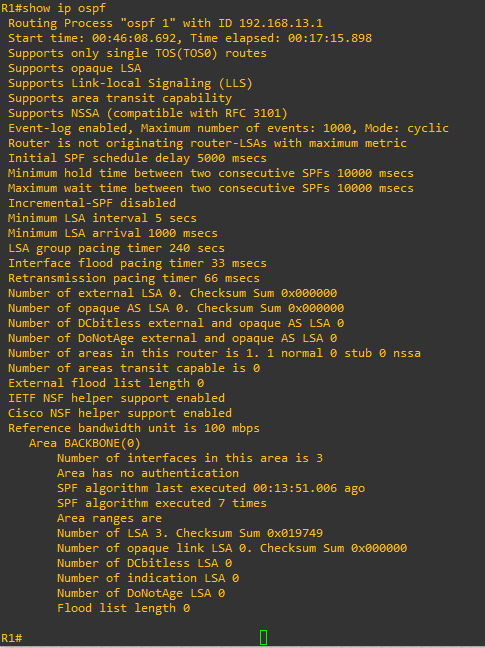 R1#show ip ospf
Routing Process "ospf 1" with ID 192.168.13.1
Start time: 00:46:08.692, Time elapsed: 00:17:15.898
Supports only single TOS(TOS0) routes
Supports opaque LSA
Supports Link-local Signaling (LLS)
Supports area transit capability
Supports NSSA (compatible with RFC 3101)
Event-log enabled, Maximum number of events: 1000, Mode: cyclic
Router is not originating router-LSAs with maximum metric
Initial SPF schedule delay 5000 msecs
Minimum hold time between two consecutive SPFs 10000 msecs
Maximum wait time between two consecutive SPFs 10000 msecs
Incremental-SPF disabled
Minimum LSA interval 5 secs
Minimum LSA arrival 1000 msecs
LSA group pacing timer 240 secs
Interface flood pacing timer 33 msecs
Retransmission pacing timer 66 msecs
Number of external LSA 0. Checksum Sum 0x000000
Number of opaque AS LSA 0. Checksum Sum 0x000000
Number of DCbitless external and opaque AS LSA 0
Number of DoNotAge external and opaque AS LSA 0
Number of areas in this router is 1. 1 normal 0 stub 0 nssa
Number of areas transit capable is 0
External flood list length 0
IETF NSF helper support enabled
Cisco NSF helper support enabled
Reference bandwidth unit is 100 mbps
Area BACKBONE(0)
Number of interfaces in this area is 3
Area has no authentication
SPF algorithm last executed 00:13:51.006 ago
SPF algorithm executed 7 times
Area ranges are
Number of LSA 3. Checksum Sum 0x019749
Number of opaque link LSA 0. Checksum Sum 0x000000
Number of DCbitless LSA 0
Number of indication LSA 0
Number of DoNotAge LSA 0
Flood list length 0
R1#